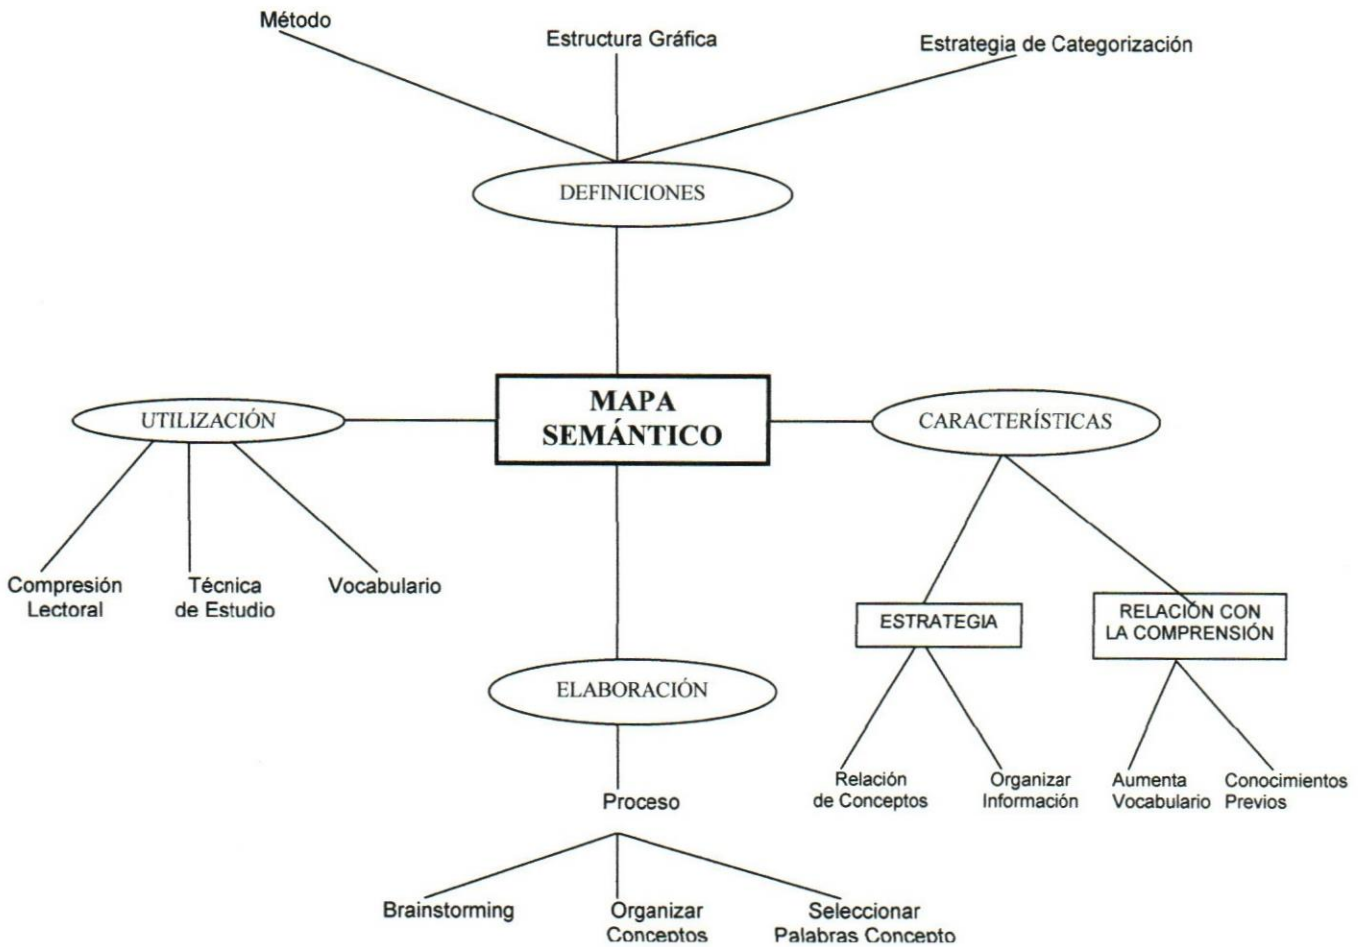 Método
Estructura Gráfica
Estrategia de Categorización
DEFINICIONES
MAPA
SEMÁNTICO
UTILIZACIÓN
CARACTERÍSTICAS
Compresión
Lectoral
Técnica
de Estudio
Vocabulario
ESTRATEGIA
RELACIÓN CON
LA COMPRENSIÓN
ELABORACIÓN
Relación
de Conceptos
Organizar
Información
Aumenta
Vocabulario
Conocimientos
Previos
Proceso
Brainstorming
Organizar
Conceptos
Seleccionar
Palabras Concepto